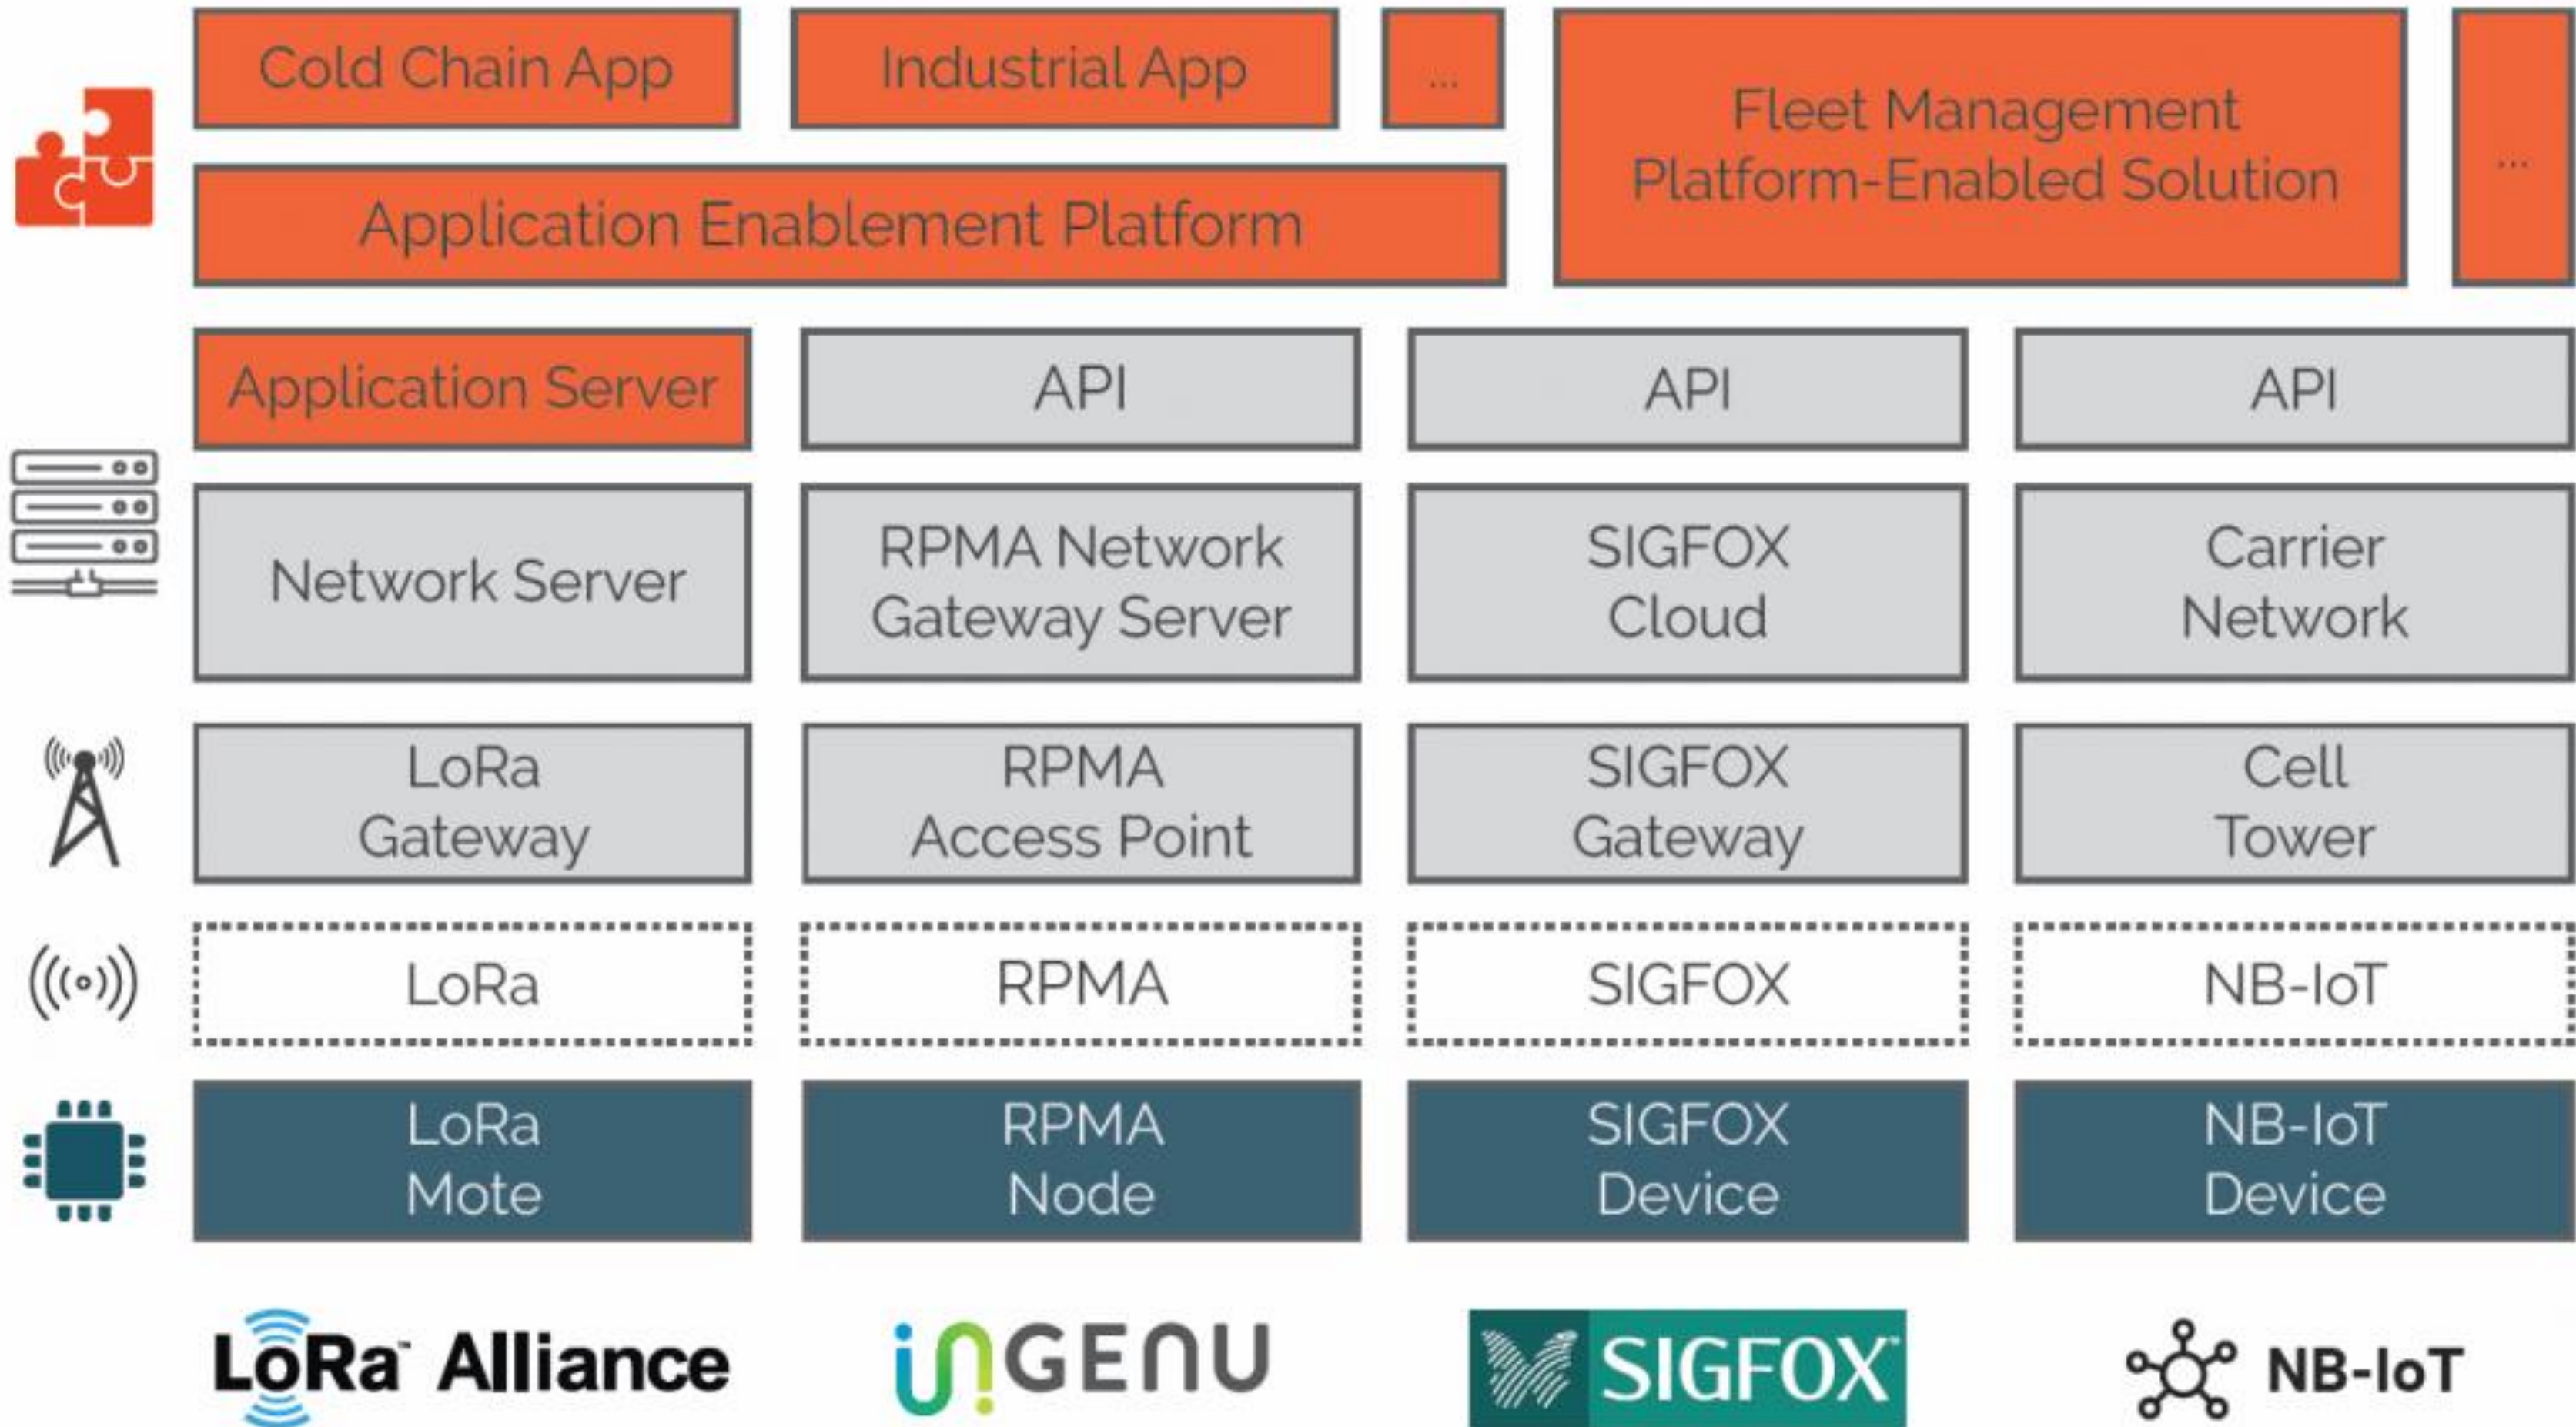 Cold Chain App
Industrial App
...
Fleet Management
Platform-Enabled Solution
...
Application Enablement Platform
Application Server
API
API
API
Network Server
RPMA Network
Gateway Server
SIGFOX
Cloud
Carrier
Network
LoRa
Gateway
RPMA
Access Point
SIGFOX
Gateway
Cell
Tower
LoRa
RPMA
SIGFOX
NB-IoT
LoRa
Mote
RPMA
Node
SIGFOX
Device
NB-IoT
Device
LoRa™ Alliance
inGENU
SIGFOX™
NB-IoT